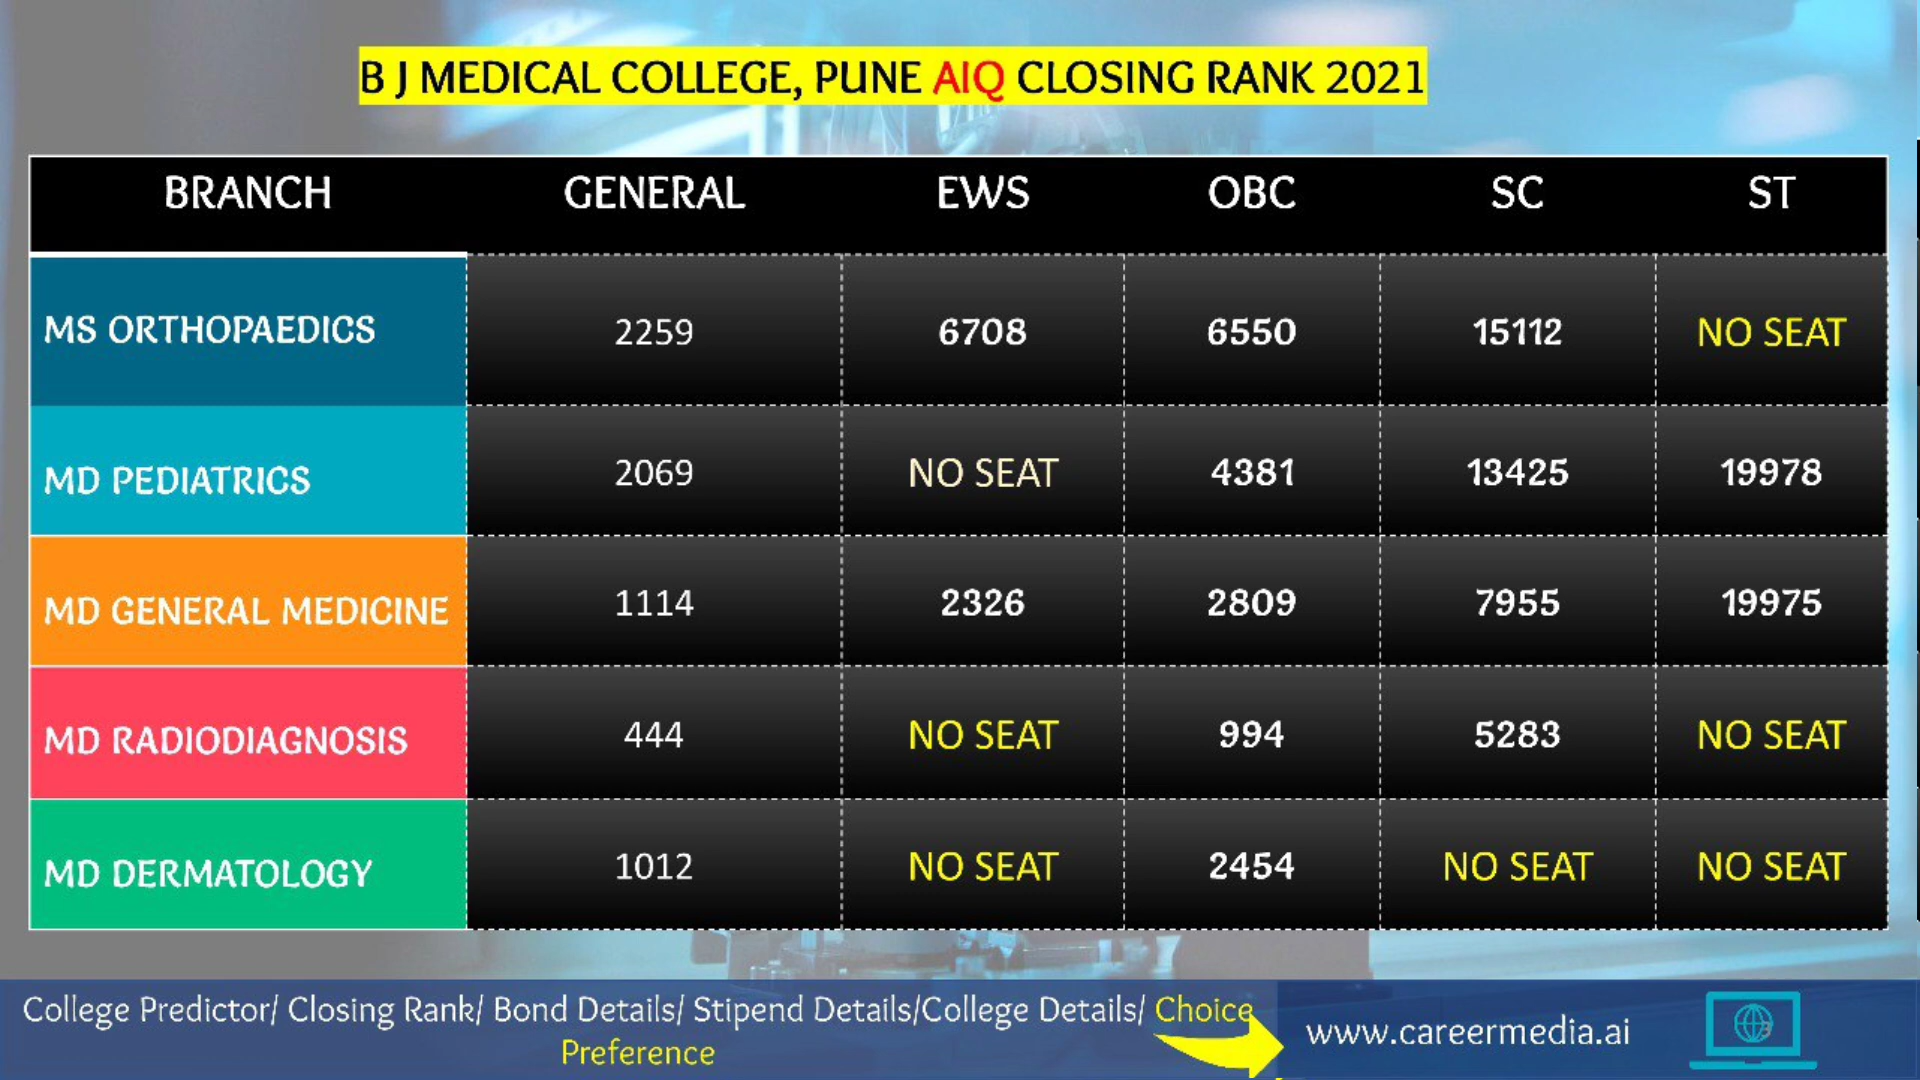 B J MEDICAL COLLEGE, PUNE AIQ CLOSING RANK 2021
BRANCH GENERAL EWS OBC SC ST
MS ORTHOPAEDICS 2259 6708 6550 15112 NO SEAT
MD PEDIATRICS 2069 NO SEAT 4381 13425 19978
MD GENERAL MEDICINE 1114 2326 2809 7955 19975
MD RADIODIAGNOSIS 444 NO SEAT 994 5283 NO SEAT
MD DERMATOLOGY 1012 NO SEAT 2454 NO SEAT NO SEAT
College Predictor/ Closing Rank/ Bond Details/ Stipend Details/College Details/ Choice
Preference
www.careermedia.ai